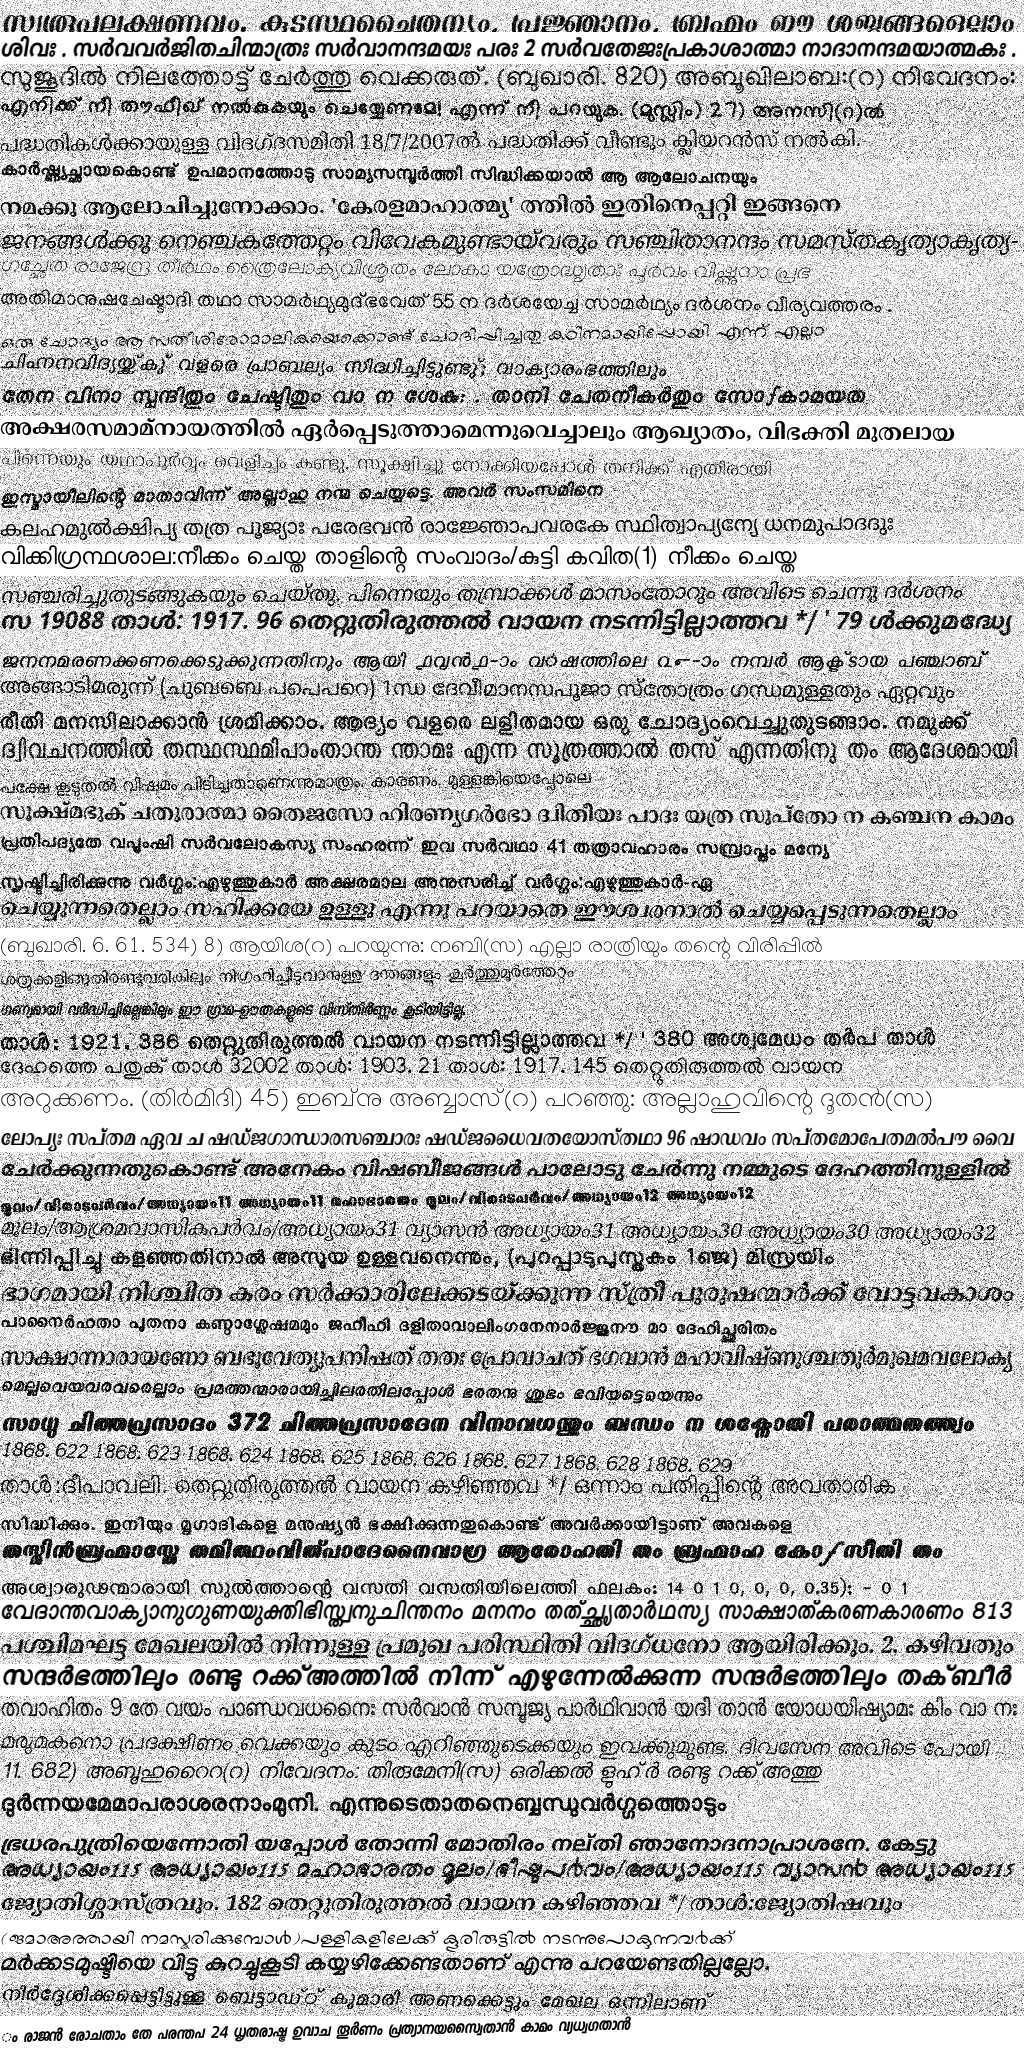 സ്വരൂപലക്ഷണവും. കൂടസ്ഥചൈതന്യം. പ്രജ്ഞാനം. ബ്രഹ്മം ഈ ശബ്ദങ്ങളെല്ലാം
ശിവഃ . സർവവർജിതചിന്മാത്രഃ സർവാനന്ദമയഃ പരഃ 2 സർവതേജഃപ്രകാശാത്മാ നാദാനന്ദമയാത്മകഃ .
സുജൂദിൽ നിലത്തോട്ട് ചേർത്തു വെക്കരുത്. (ബുഖാരി. 820) അബൂഖിലാബഃ(റ) നിവേദനം:
എനിക്ക് നീ തൗഫീഖ് നൽകുകയും ചെയ്യേണമേ! എന്ന് നീ പറയുക. (മുസ്ലിം) 27) അനസി(റ)ൽ
പദ്ധതികൾക്കായുള്ള വിദഗ്ദസമിതി 18/7/2007ൽ പദ്ധതിക്ക് വീണ്ടും ക്ലിയറൻസ് നൽകി.
കാർഷ്ണ്യച്ഛായകൊണ്ട് ഉപമാനത്തോടു സാമ്യസമ്പൂർത്തി സിദ്ധിക്കയാൽ ആ ആലോചനയും
നമക്കു ആലോചിച്ചുനോക്കാം. 'കേരളമാഹാത്മ്യ' ത്തിൽ ഇതിനെപ്പറ്റി ഇങ്ങനെ
ജനങ്ങൾക്കു നെഞ്ചകത്തേറ്റം വിവേകമുണ്ടായ്‌വരും സഞ്ചിതാനന്ദം സമസ്തകൃത്യാകൃത്യ-
ഗച്ഛേത രാജേന്ദ്ര തീർഥം ത്രൈലോക്യവിശ്രുതം ലോകാ യത്രോദ്ധൃതാഃ പൂർവം വിഷ്ണുനാ പ്രഭ
അതിമാനുഷചേഷ്ടാദി തഥാ സാമർഥ്യമുദ്ഭവേത് 55 ന ദർശയേച്ച സാമർഥ്യം ദർശനം വീര്യവത്തരം .
ഒരു ചോദ്യം ആ സതീശിരോമാലികയെക്കൊണ്ട് ചോദിപ്പിച്ചതു കഠിനമായിപ്പോയി എന്ന് എല്ലാ
ചിഹ്നനവിദ്യയ്ക്ക് വളരെ പ്രാബല്യം സിദ്ധിച്ചിട്ടുണ്ടു്; വാക്യാരംഭത്തിലും
തേന വിനാ സ്പന്ദിതും ചേഷ്ടിതും വാ ന ശേകുഃ . താനി ചേതനീകർതും സോഽകാമയത
അക്ഷരസമാമ്നായത്തിൽ ഏർപ്പെടുത്താമെന്നുവെച്ചാലും ആഖ്യാതം, വിഭക്തി മുതലായ
പിന്നെയും യഥാപൂർവ്വം വെളിച്ചം കണ്ടു. സൂക്ഷിച്ചു നോക്കിയപ്പോൾ തനിക്ക് എതിരായി
ഇസ്മായീലിന്റെ മാതാവിന്ന് അല്ലാഹു നന്മ ചെയ്യട്ടെ. അവർ സംസമിനെ
കലഹമുൽക്ഷിപ്യ തത്ര പൂജ്യാഃ പരേഭവൻ രാജ്ഞോപവരകേ സ്ഥിത്വാപ്യന്യേ ധനമുപാദദുഃ
വിക്കിഗ്രന്ഥശാല:നീക്കം ചെയ്ത താളിന്റെ സംവാദം/കുട്ടി കവിത(1) നീക്കം ചെയ്ത
സഞ്ചരിച്ചുതുടങ്ങുകയും ചെയ്തു. പിന്നെയും തമ്പ്രാക്കൾ മാസംതോറും അവിടെ ചെന്നു ദർശനം
സ 19088 താൾ: 1917. 96 തെറ്റുതിരുത്തൽ വായന നടന്നിട്ടില്ലാത്തവ */ ' 79 ൾക്കുമദ്ധ്യേ
ജനനമരണക്കണക്കെടുക്കുന്നതിനും ആയി ൧൮൯൧-ാം വർഷത്തിലെ ൨൯-ാം നമ്പർ ആക്ട്ടായ പഞ്ചാബ്
അങ്ങാടിമരുന്ന് (ചുബബെ പപെപറെ) 1ന്ധ ദേവീമാനസപൂജാ സ്തോത്രം ഗന്ധമുള്ളതും ഏറ്റവും
രീതി മനസിലാക്കാൻ ശ്രമിക്കാം. ആദ്യം വളരെ ലളിതമായ ഒരു ചോദ്യംവെച്ചുതുടങ്ങാം. നമുക്ക്
ദ്വിവചനത്തിൽ തസ്ഥസ്ഥമിപാംതാന്ത ന്താമഃ എന്ന സൂത്രത്താൽ തസ് എന്നതിനു തം ആദേശമായി
പക്ഷേ കൂടുതൽ വിഷമം പിടിച്ചതാണെന്നുമാത്രം. കാരണം. മുള്ളങ്കിയെപ്പോലെ
സൂക്ഷ്മഭുക് ചതുരാത്മാ തൈജസോ ഹിരണ്യഗർഭോ ദ്വിതീയഃ പാദഃ യത്ര സുപ്തോ ന കഞ്ചന കാമം
പ്രതിപദ്യതേ വപൂംഷി സർവലോകസ്യ സംഹരന്ന് ഇവ സർവഥാ 41 തത്രാവഹാരം സമ്പ്രാപ്തം മന്യേ
സൃഷ്ടിച്ചിരിക്കുന്നു വർഗ്ഗം:എഴുത്തുകാർ അക്ഷരമാല അനുസരിച്ച് വർഗ്ഗം:എഴുത്തുകാർ-ഏ
ചെയ്യുന്നതെല്ലാം സഹിക്കയേ ഉള്ളു എന്നു പറയാതെ ഈശ്വരനാൽ ചെയ്യപ്പെടുന്നതെല്ലാം
(ബുഖാരി. 6. 61. 534) 8) ആയിശ(റ) പറയുന്നു: നബി(സ) എല്ലാ രാത്രിയും തന്റെ വിരിപ്പിൽ
ശത്രുക്കളിങ്ങുതിരണ്ടുവരികിലും നിഗ്രഹിച്ചീടുവാനുള്ള ദന്തങ്ങളും കൂർത്തുമൂർത്തേറ്റം
ഗണ്യമായി വർദ്ധിച്ചില്ലെങ്കിലും ഈ ഗ്രാമ-ഊരുകളുടെ വിസ്തീർണ്ണം കൂടിയിട്ടില്ല.
താൾ: 1921. 386 തെറ്റുതിരുത്തൽ വായന നടന്നിട്ടില്ലാത്തവ */ ' 380 അശ്വമേധം തർപ താൾ
ദേഹത്തെ പതുക് താൾ 32002 താൾ: 1903. 21 താൾ: 1917. 145 തെറ്റുതിരുത്തൽ വായന
അറുക്കണം. (തിർമിദി) 45) ഇബ്നു അബ്ബാസ്(റ) പറഞ്ഞു: അല്ലാഹുവിന്റെ ദൂതൻ(സ)
ലോപ്യഃ സപ്തമ ഏവ ച ഷഡ്ജഗാന്ധാരസഞ്ചാരഃ ഷഡ്ജധൈവതയോസ്തഥാ 96 ഷാഡവം സപ്തമോപേതമൽപൗ വൈ
ചേർക്കുന്നതുകൊണ്ട് അനേകം വിഷബീജങ്ങൾ പാലോടു ചേർന്നു നമ്മുടെ ദേഹത്തിനുള്ളിൽ
മൂലം/വിരാടപർവം/അധ്യായം11 അധ്യായം11 മഹാഭാരതം മൂലം/വിരാടപർവം/അധ്യായം12 അധ്യായം12
മൂലം/ആശ്രമവാസികപർവം/അധ്യായം31 വ്യാസൻ അധ്യായം31 അധ്യായം30 അധ്യായം30 അധ്യായം32
ഭിന്നിപ്പിച്ചു കളഞ്ഞതിനാൽ അസൂയ ഉള്ളവനെന്നും, (പുറപ്പാടുപുസ്തകം 1ജെ) മിസ്രയിം
ഭാഗമായി നിശ്ചിത കരം സർക്കാരിലേക്കടയ്ക്കുന്ന സ്ത്രീ പുരുഷന്മാർക്ക് വോട്ടവകാശം
പാനൈർഹൃതാ പൂതനാ കണ്ഠാശ്ലേഷമമും ജഹീഹി ദളിതാവാലിംഗനേനാർജ്ജുനൗ മാ ദേഹിച്ഛുരിതം
സാക്ഷാന്നാരായണോ ബഭൂവേത്യുപനിഷത് തതഃ പ്രോവാചത് ഭഗവാൻ മഹാവിഷ്ണുശ്ചതുർമുഖമവലോക്യ
മെല്ലവെയവരവരെല്ലാം പ്രമത്തന്മാരായിച്ചിലരതിലപ്പോൾ ഭരതനു ശുഭം ഭവിയട്ടെയെന്നും
സാധു ചിത്തപ്രസാദം 372 ചിത്തപ്രസാദേന വിനാവഗന്തും ബന്ധം ന ശക്നോതി പരാത്മതത്ത്വം
1868. 622 1868. 623 1868. 624 1868. 625 1868. 626 1868. 627 1868. 628 1868. 629
താൾ:ദീപാവലി. തെറ്റുതിരുത്തൽ വായന കഴിഞ്ഞവ */ ഒന്നാം പതിപ്പിന്റെ അവതാരിക
സിദ്ധിക്കും. ഇനിയും മൃഗാദികളെ മനുഷ്യൻ ഭക്ഷിക്കുന്നതുകൊണ്ട് അവർക്കായിട്ടാണ് അവകളെ
തസ്മിൻബ്രഹ്മാസ്ത്രേ തമിത്ഥംവിത്പാദേനൈവാഗ്ര ആരോഹതി തം ബ്രഹ്മാഹ കോഽസീതി തം
അശ്വാരൂഢന്മാരായി സുൽത്താന്റെ വസതി വസതിയിലെത്തി ഫലകം: 14 0 1 0, 0, 0, 0.35); - 0 1
വേദാന്തവാക്യാനുഗുണയുക്തിഭിസ്ത്വനുചിന്തനം മനനം തത്ച്ഛ്രുതാർഥസ്യ സാക്ഷാത്കരണകാരണം 813
പശ്ചിമഘട്ട മേഖലയിൽ നിന്നുള്ള പ്രമുഖ പരിസ്ഥിതി വിദഗ്ധനോ ആയിരിക്കും. 2. കഴിവതും
സന്ദർഭത്തിലും രണ്ടു റക്ക്അത്തിൽ നിന്ന് എഴുന്നേൽക്കുന്ന സന്ദർഭത്തിലും തക്ബീർ
തവാഹിതം 9 തേ വയം പാണ്ഡവധനൈഃ സർവാൻ സമ്പൂജ്യ പാർഥിവാൻ യദി താൻ യോധയിഷ്യാമഃ കിം വാ നഃ
മരുമകനൊ പ്രദക്ഷിണം വെക്കയും കുടം എറിഞ്ഞുടെക്കയും ഇവക്കുമുണ്ട. ദിവസേന അവിടെ പോയി
11. 682) അബൂഹുറൈറ(റ) നിവേദനം: തിരുമേനി(സ) ഒരിക്കൽ ളുഹ്ർ രണ്ടു റക്ക്അത്തു
ദുർന്നയമേമാപരാശരനാംമുനി. എന്നുടെതാതനെബ്ബന്ധുവർഗ്ഗത്തൊടും
ഭ്രധരപുത്രിയെന്നോതി യപ്പോൾ തോന്നി മോതിരം നല്തി ഞാനോദനാപ്രാശനേ. കേട്ടു
അധ്യായം115 അധ്യായം115 മഹാഭാരതം മൂലം/ഭീഷ്മപർവം/അധ്യായം115 വ്യാസൻ അധ്യായം115
ജ്യോതിശ്ശാസ്ത്രവും. 182 തെറ്റുതിരുത്തൽ വായന കഴിഞ്ഞവ */ താൾ:ജ്യോതിഷവും
(ജമാഅത്തായി നമസ്കരിക്കുമ്പോൾ)പള്ളികളിലേക്ക് കൂരിരുട്ടിൽ നടന്നുപോകുന്നവർക്ക്
മർക്കടമുഷ്ടിയെ വിട്ടു കുറച്ചുകൂടി കയ്യഴിക്കേണ്ടതാണ് എന്നു പറയേണ്ടതില്ലല്ലോ.
നിർദ്ദേശിക്കപ്പെട്ടിട്ടുള്ള ബെട്ടാഡ്റ് കുമാരി അണക്കെട്ടും മേഖല ഒന്നിലാണ്
ം രാജൻ രോചതാം തേ പരന്തപ 24 ധൃതരാഷ്ട്ര ഉവാച തൂർണം പ്രത്യാനയസ്വൈതാൻ കാമം വ്യധ്വഗതാൻ